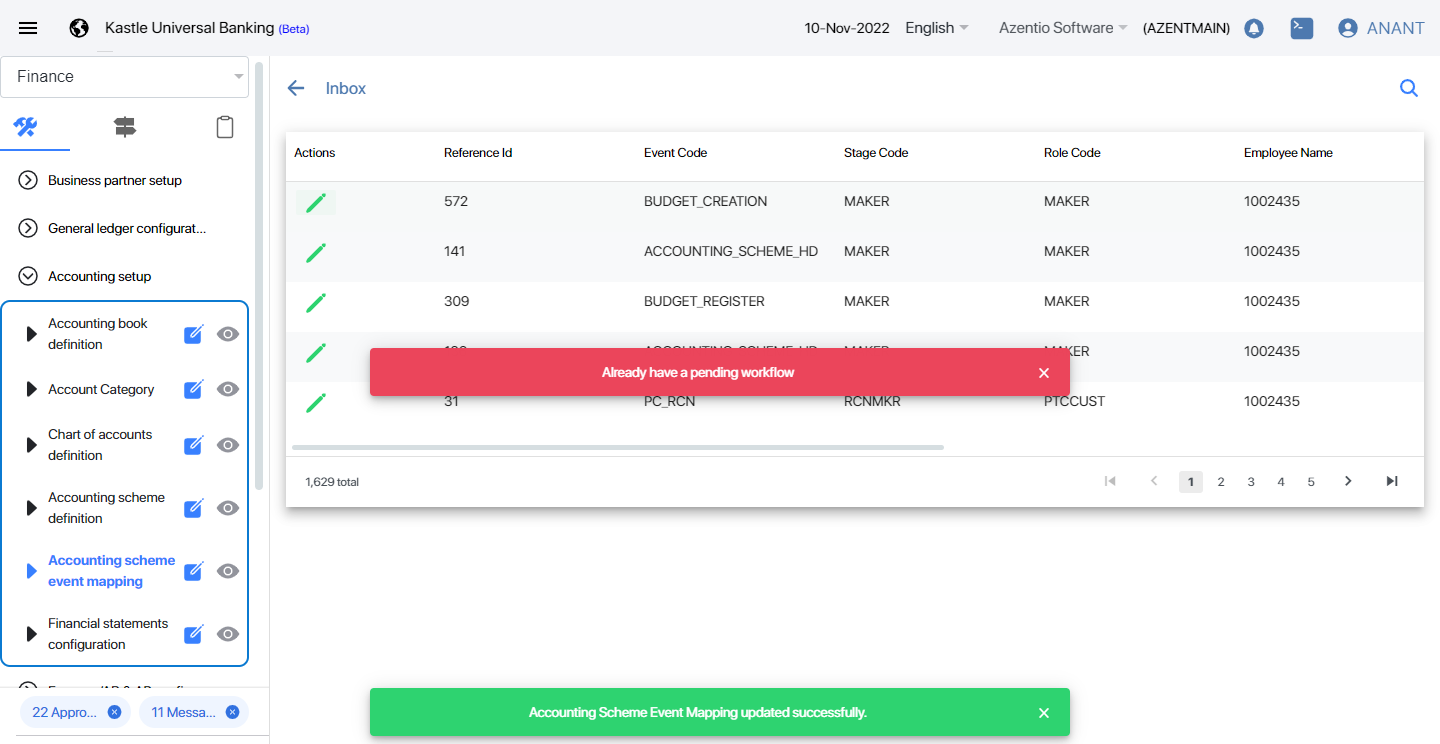 Kastle Universal Banking (Beta)
10-Nov-2022
English
Azentio Software
(AZENTMAIN)
ANANT
Finance
Business partner setup
General ledger configurat...
Accounting setup
Accounting book
definition
Account Category
Chart of accounts
definition
Accounting scheme
definition
Accounting scheme
event mapping
Financial statements
configuration
22 Appro...
11 Messa...
Inbox
Actions Reference Id Event Code Stage Code Role Code Employee Name
572 BUDGET_CREATION MAKER MAKER 1002435
141 ACCOUNTING_SCHEME_HD MAKER MAKER 1002435
309 BUDGET_REGISTER MAKER MAKER 1002435
ACCOUNTING_SCHEME_HD MAKER MAKER 1002435
Already have a pending workflow
31 PC_RCN RCNMKR PTCCUST 1002435
1,629 total
1 2 3 4 5
Accounting Scheme Event Mapping updated successfully.